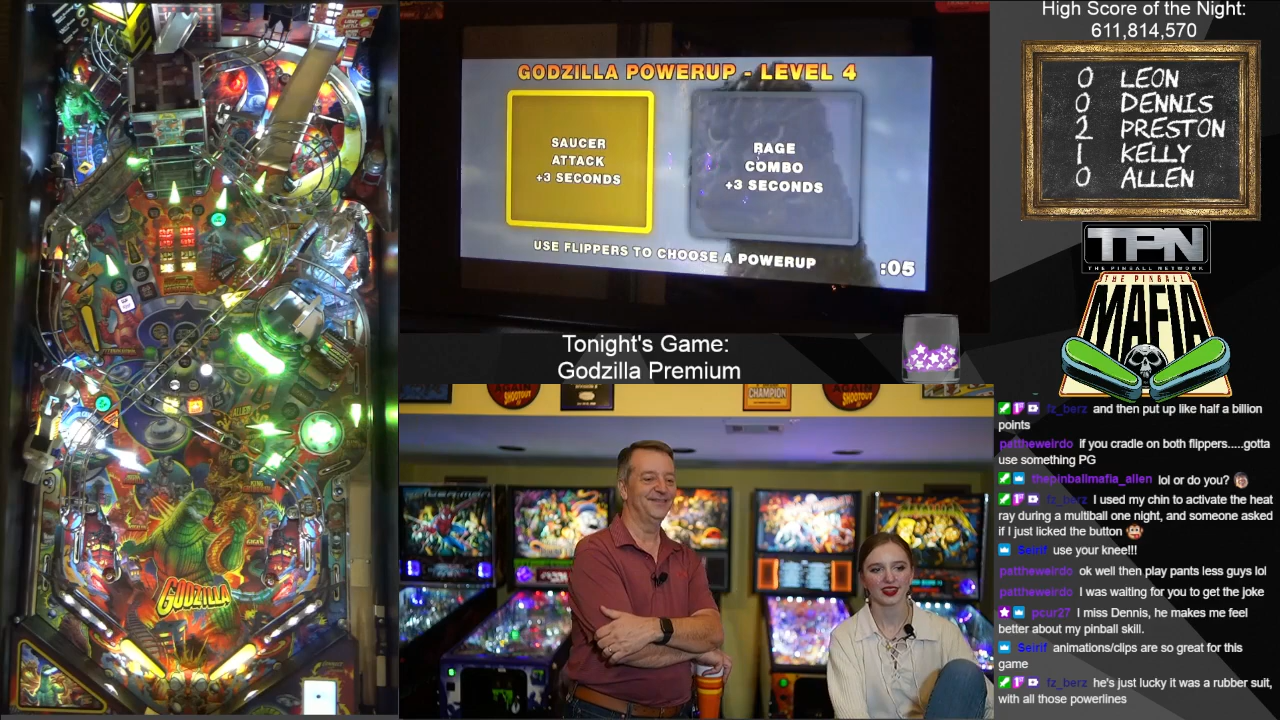 GODZILLA POWERUP - LEVEL 4
SAUCER
ATTACK
+3 SECONDS
RAGE
COMBO
+3 SECONDS
USE FLIPPERS TO CHOOSE A POWERUP
:05
High Score of the Night:
611,814,570
0 LEON
0 DENNIS
2 PRESTON
1 KELLY
0 ALLEN
TPN
THE PINBALL NETWORK
THE PINBALL
MAFIA
Tonight's Game:
Godzilla Premium
AGAIN
SHOOTOUT
CHAMPION
AGAIN
SHOOTOUT
GODZILLA
fz_berz and then put up like half a billion
points
pattheweirdo if you cradle on both flippers.....gotta
use something PG
thepinballmafia_allen lol or do you?
fz_berz I used my chin to activate the heat
ray during a multiball one night, and someone asked
if I just licked the button
Seirif use your knee!!!
pattheweirdo ok well then play pants less guys lol
pattheweirdo I was waiting for you to get the joke
pcur27 I miss Dennis, he makes me feel
better about my pinball skill.
Seirif animations/clips are so great for this
game
fz_berz he's just lucky it was a rubber suit,
with all those powerlines